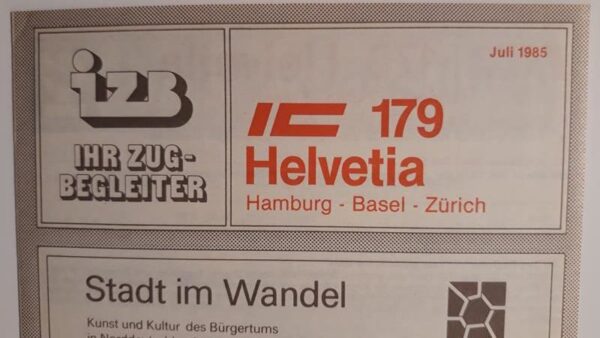 izB
IHR ZUG-
BEGLEITER
Juli 1985
IC 179
Helvetia
Hamburg - Basel - Zürich
Stadt im Wandel
Kunst und Kultur des Bürgertums
in